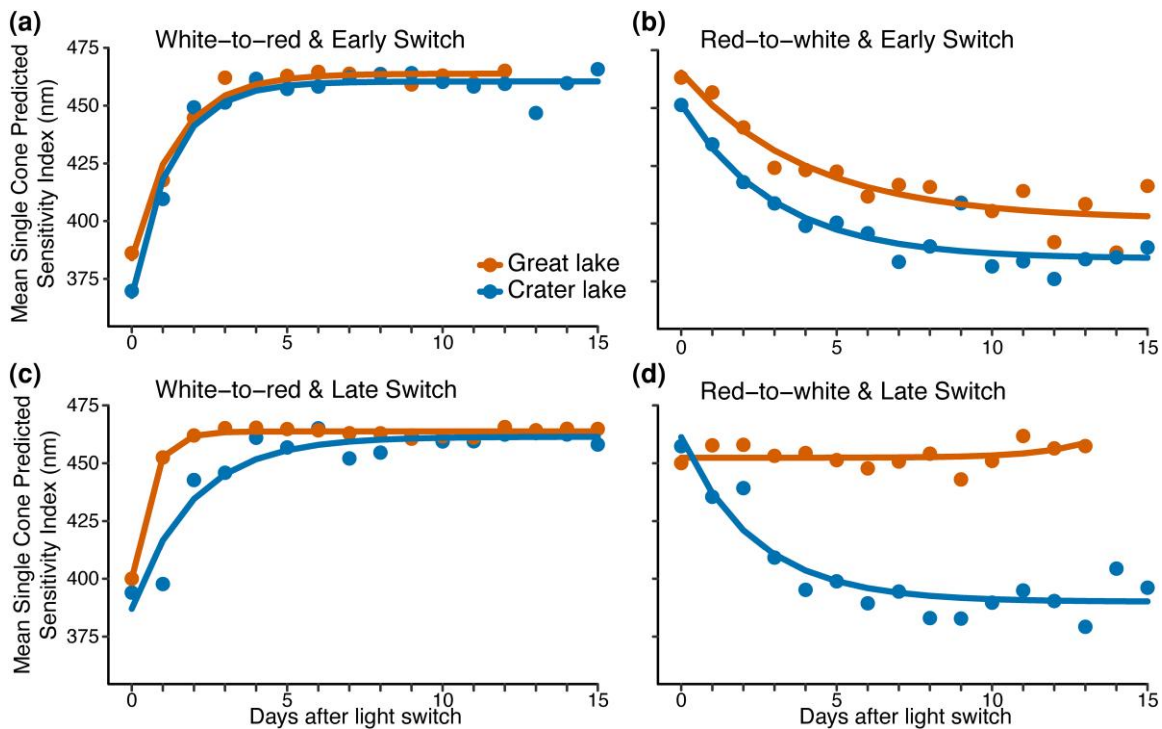 (a)
White-to-red & Early Switch
475
450
425
400
375
Mean Single Cone Predicted
Sensitivity Index (nm)
Great lake
Crater lake
0 5 10 15
(b)
Red-to-white & Early Switch
0 5 10 15
(c)
White-to-red & Late Switch
475
450
425
400
375
Mean Single Cone Predicted
Sensitivity Index (nm)
0 5 10 15
Days after light switch
(d)
Red-to-white & Late Switch
0 5 10 15
Days after light switch